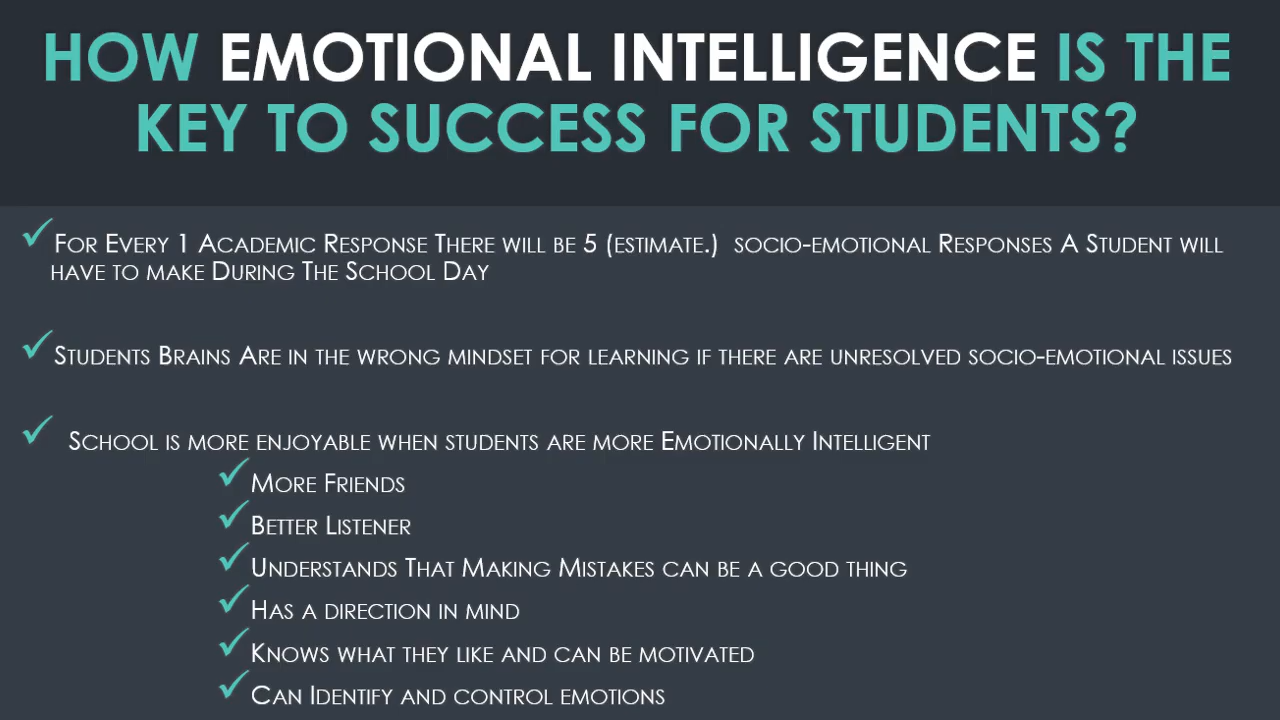 HOW EMOTIONAL INTELLIGENCE IS THE
KEY TO SUCCESS FOR STUDENTS?
For Every 1 Academic Response There will be 5 (estimate.) socio-emotional Responses A Student will
have to make During The School Day
Students Brains Are in the wrong mindset for learning if there are unresolved socio-emotional issues
School is more enjoyable when students are more Emotionally Intelligent
More Friends
Better Listener
Understands That Making Mistakes can be a good thing
Has a direction in mind
Knows what they like and can be motivated
Can Identify and control emotions